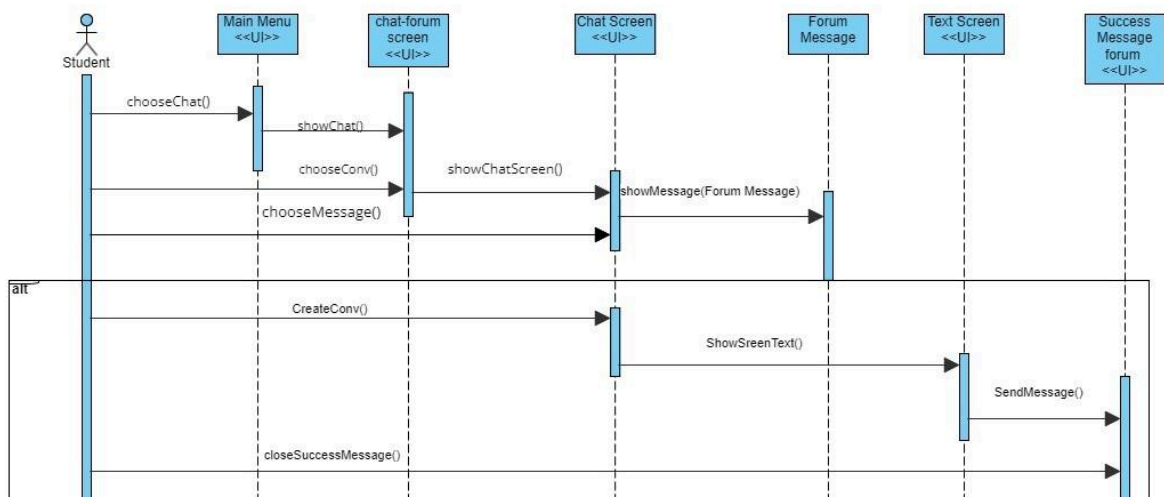 Student
Main Menu
<<UI>>
chat-forum
screen
<<UI>>
Chat Screen
<<UI>>
Forum
Message
Text Screen
<<UI>>
Success
Message
forum
<<UI>>
chooseChat()
showChat()
chooseConv()
showChatScreen()
showMessage(Forum Message)
chooseMessage()
alt
CreateConv()
ShowSreenText()
SendMessage()
closeSuccessMessage()